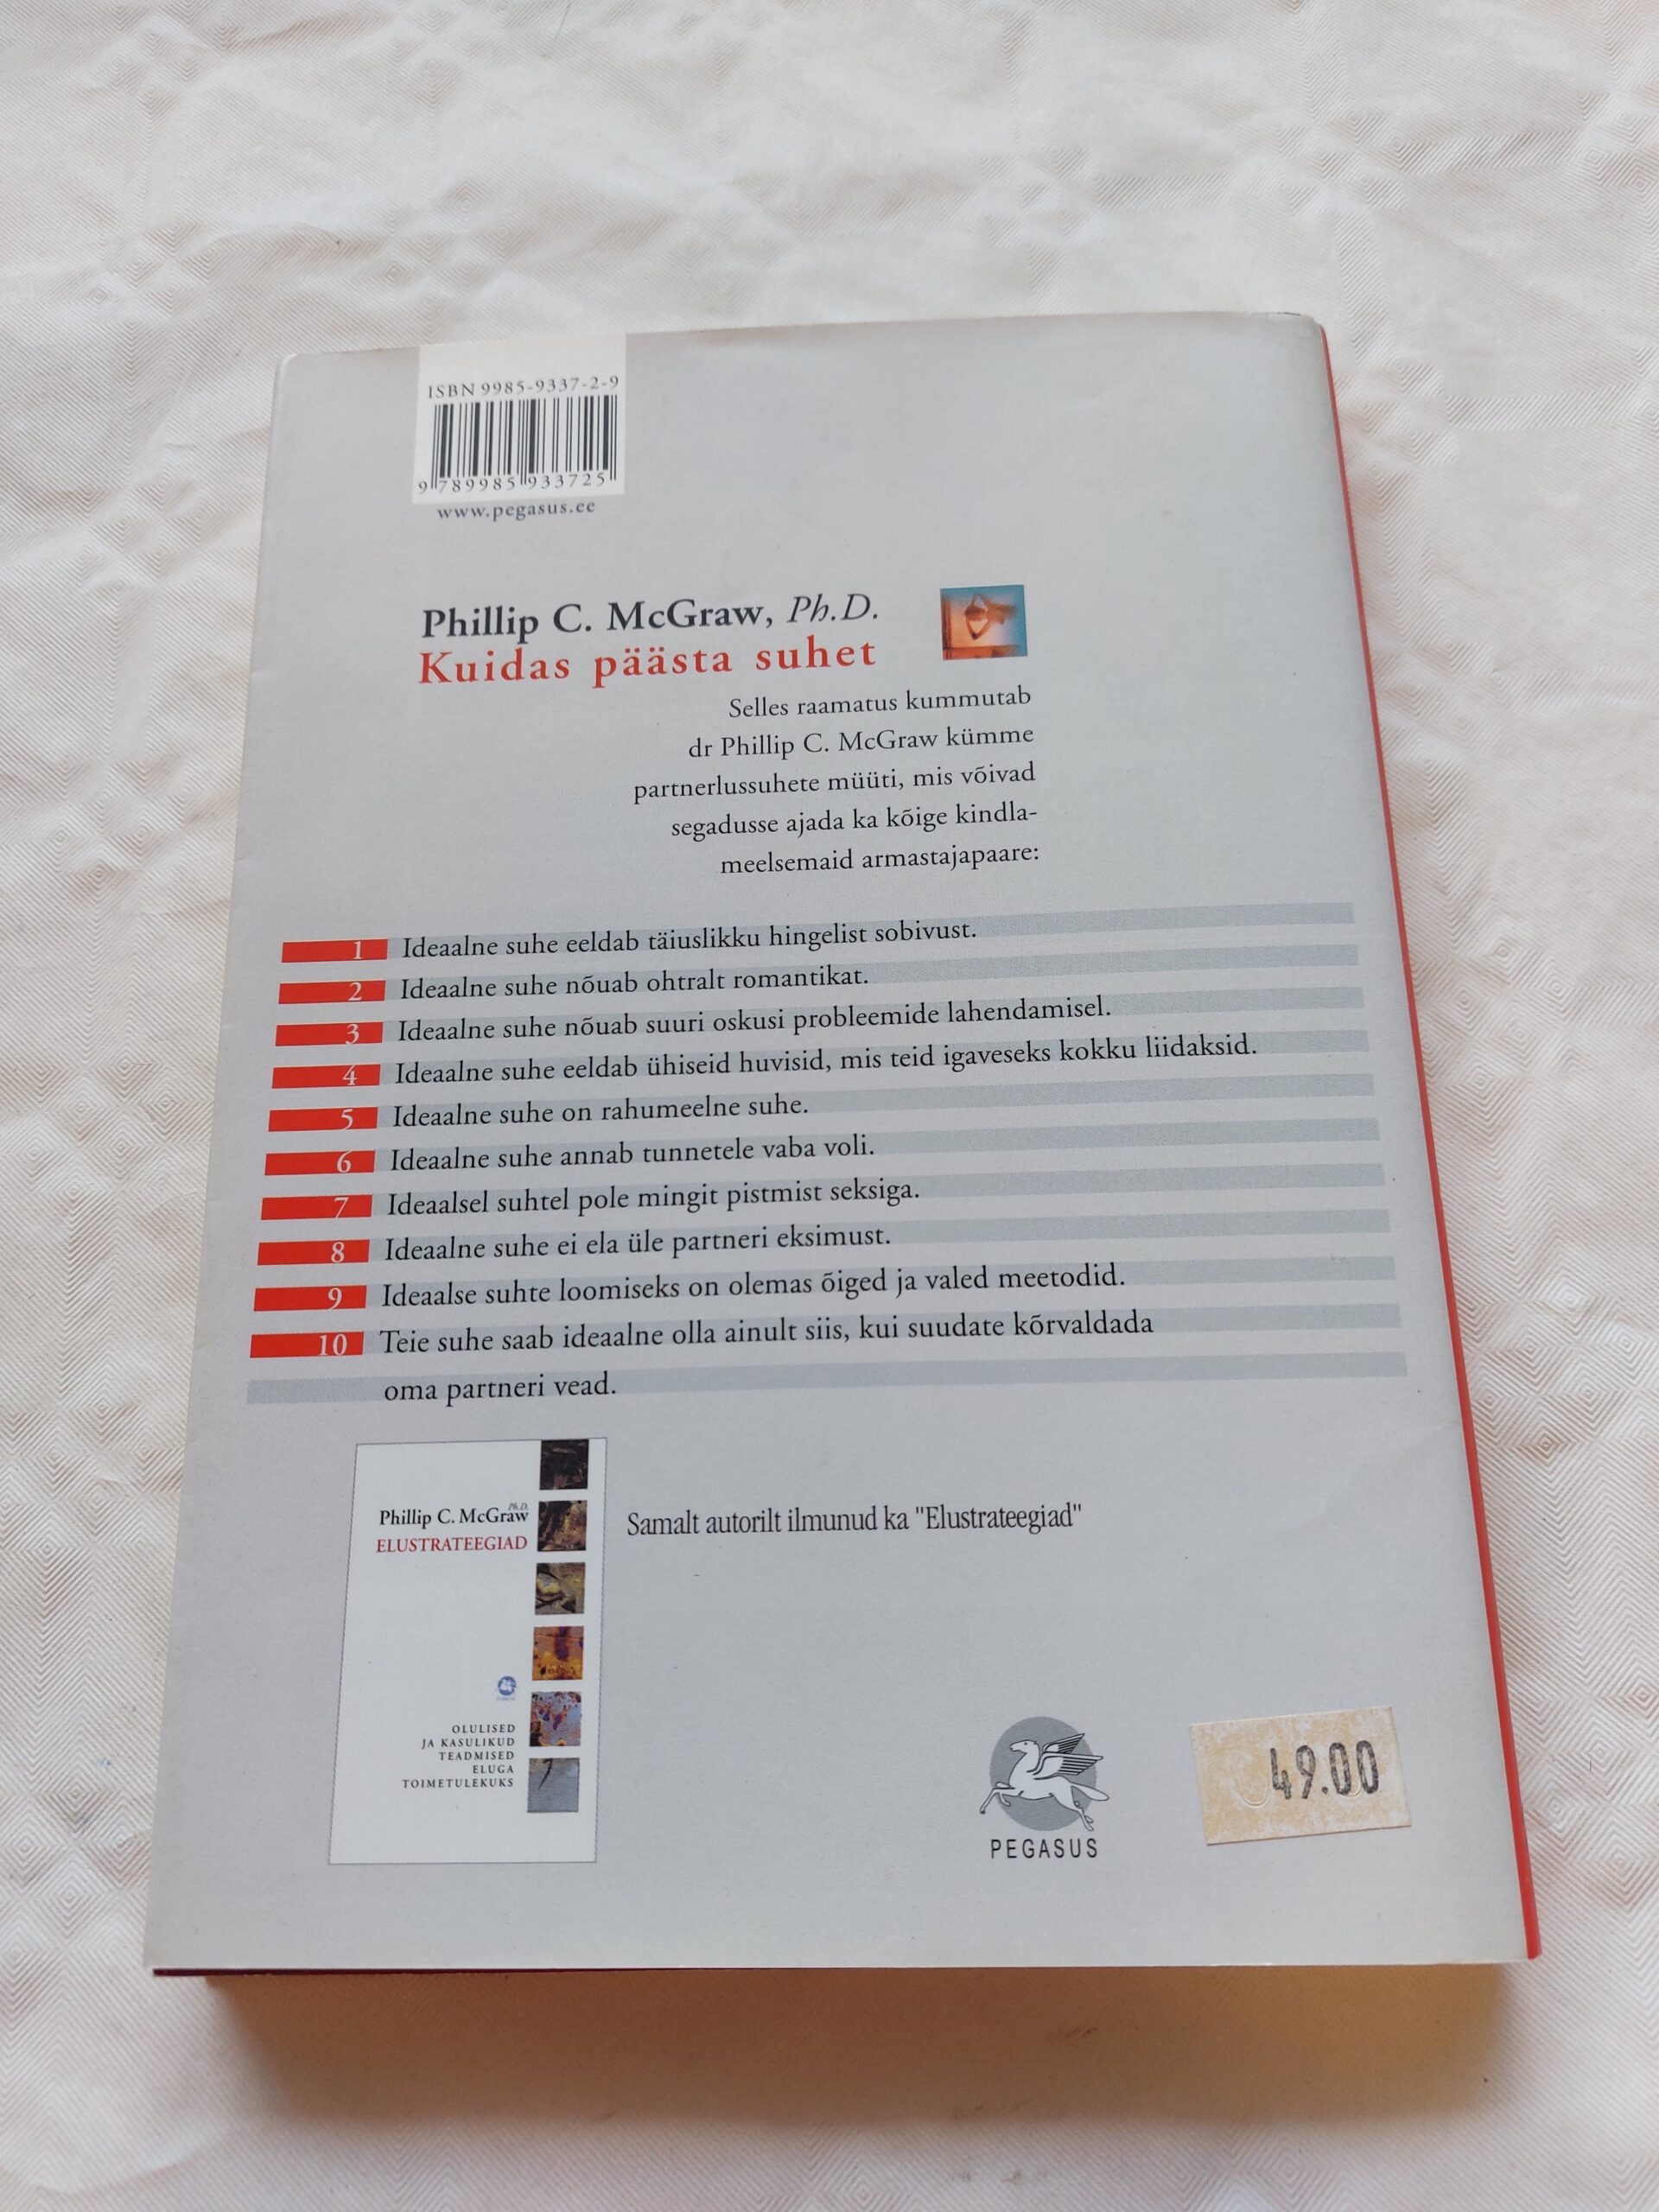 ISBN 9985-9337-2-9
9 789985 933725
www.pegasus.ee
Phillip C. McGraw, Ph.D.
Kuidas päästa suhet
Selles raamatus kummutab
dr Phillip C. McGraw kümme
partnerlussuhete müüti, mis võivad
segadusse ajada ka kõige kindla-
meelsemaid armastajapaare:
1 Ideaalne suhe eeldab täiuslikku hingelist sobivust.
2 Ideaalne suhe nõuab ohtralt romantikat.
3 Ideaalne suhe nõuab suuri oskusi probleemide lahendamisel.
4 Ideaalne suhe eeldab ühiseid huvisid, mis teid igaveseks kokku liidaksid.
5 Ideaalne suhe on rahumeelne suhe.
6 Ideaalne suhe annab tunnetele vaba voli.
7 Ideaalsel suhtel pole mingit pistmist seksiga.
8 Ideaalne suhe ei ela üle partneri eksimust.
9 Ideaalse suhte loomiseks on olemas õiged ja valed meetodid.
10 Teie suhe saab ideaalne olla ainult siis, kui suudate kõrvaldada
oma partneri vead.
Ph.D.
Phillip C. McGraw
ELUSTRATEEGIAD
OLULISED
JA KASULIKUD
TEADMISED
ELUGA
TOIMETULEKUKS
Samalt autorilt ilmunud ka "Elustrateegiad"
PEGASUS
49.00